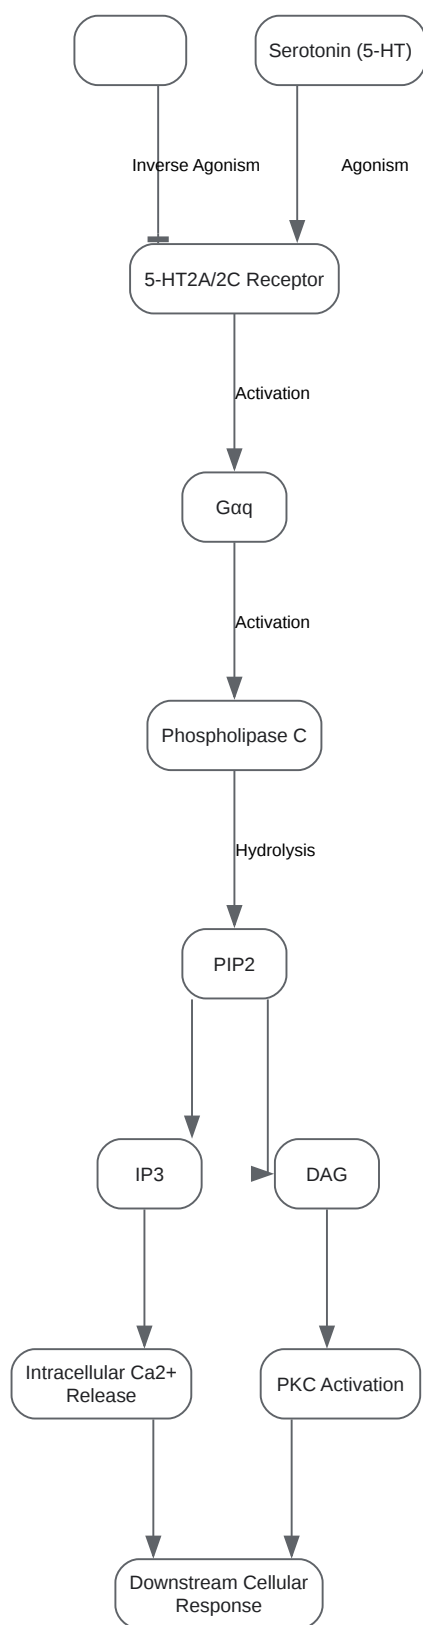 Serotonin (5-HT)
Inverse Agonism
Agonism
5-HT2A/2C Receptor
Activation
Gαq
Activation
Phospholipase C
Hydrolysis
PIP2
IP3
DAG
Intracellular Ca2+
Release
PKC Activation
Downstream Cellular
Response